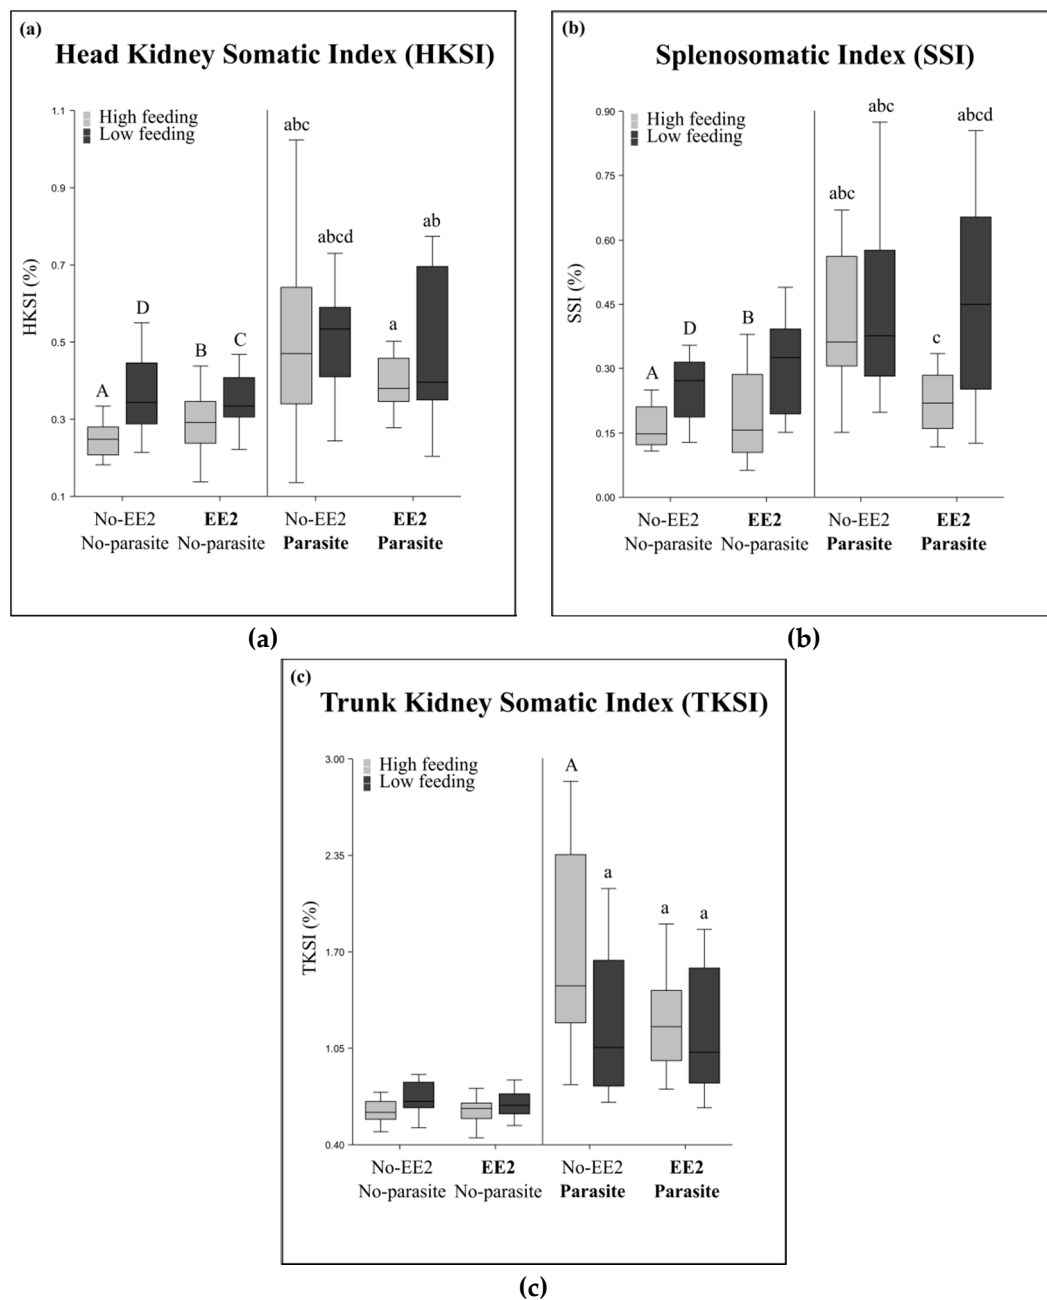 (a)
Head Kidney Somatic Index (HKSI)
High feeding
Low feeding
HKSI (%)
1.1
0.9
0.7
0.5
0.3
0.1
A
D
B
C
abc
abcd
a
ab
No-EE2 EE2 No-EE2 EE2
No-parasite No-parasite Parasite Parasite
(a)
(b)
Splenosomatic Index (SSI)
High feeding
Low feeding
SSI (%)
0.90
0.75
0.60
0.45
0.30
0.15
0.00
A
D
B
abc
abc
c
abcd
No-EE2 EE2 No-EE2 EE2
No-parasite No-parasite Parasite Parasite
(b)
(c)
Trunk Kidney Somatic Index (TKSI)
High feeding
Low feeding
TKSI (%)
3.00
2.35
1.70
1.05
0.40
A
a
a
a
No-EE2 EE2 No-EE2 EE2
No-parasite No-parasite Parasite Parasite
(c)